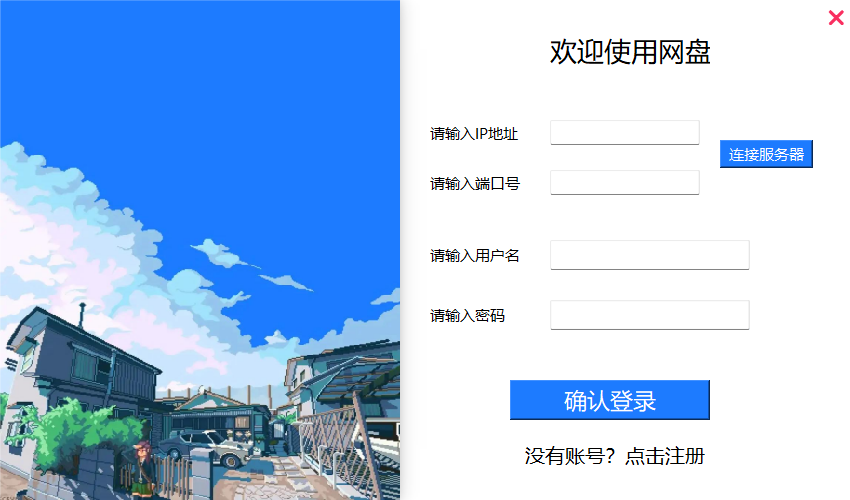 欢迎使用网盘
请输入IP地址
连接服务器
请输入端口号
请输入用户名
请输入密码
确认登录
没有账号？点击注册